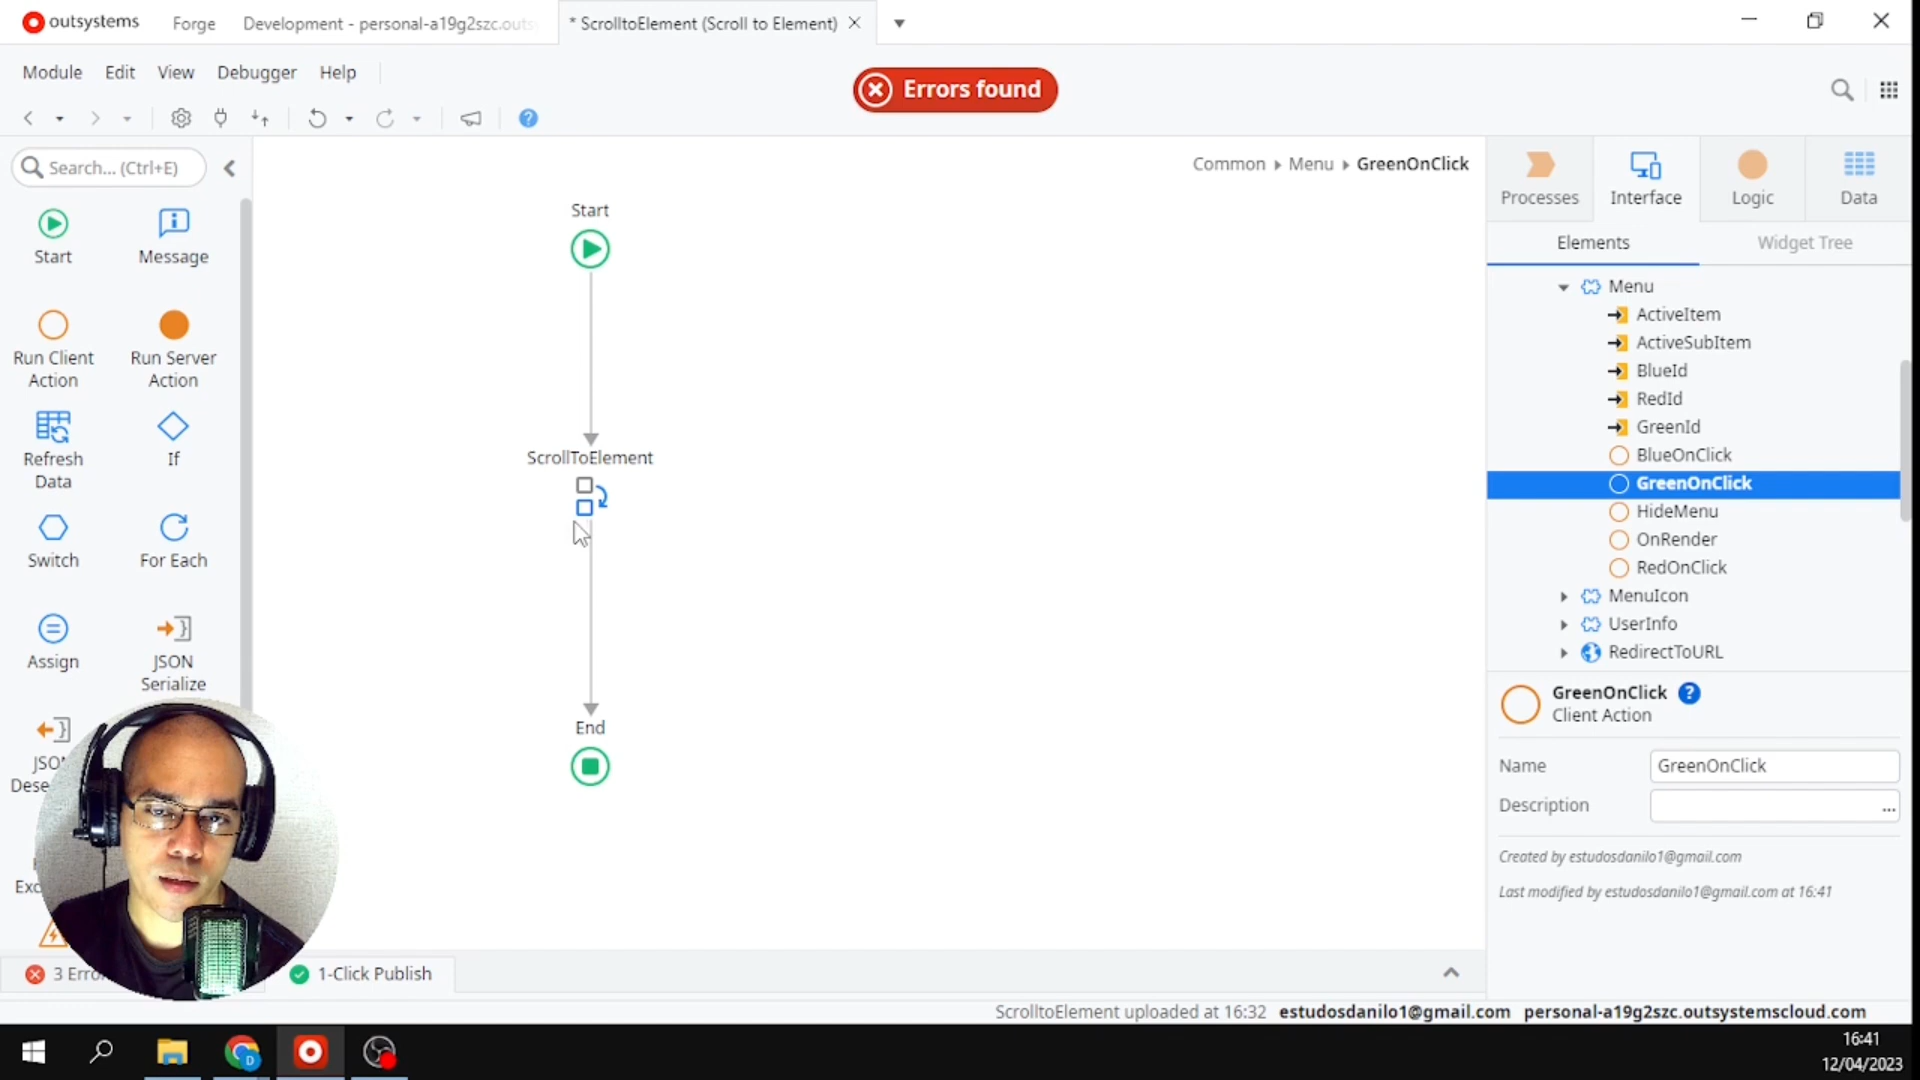 outsystems
Forge
Development - personal-a19g2szc.outs
* ScrolltoElement (Scroll to Element)
Module
Edit
View
Debugger
Help
Errors found
Search... (Ctrl+E)
Common
Menu
GreenOnClick
Processes
Interface
Logic
Data
Elements
Widget Tree
Start
Message
Run Client
Action
Run Server
Action
Refresh
Data
If
Switch
For Each
Assign
JSON
Serialize
Start
ScrollToElement
End
Menu
ActiveItem
ActiveSubItem
BlueId
RedId
GreenId
BlueOnClick
GreenOnClick
HideMenu
OnRender
RedOnClick
MenuIcon
UserInfo
RedirectToURL
GreenOnClick
?
Client Action
Name
GreenOnClick
Description
...
Created by estudosdanilo1@gmail.com
Last modified by estudosdanilo1@gmail.com at 16:41
3
1-Click Publish
ScrolltoElement uploaded at 16:32
estudosdanilo1@gmail.com
personal-a19g2szc.outsystemscloud.com
16:41
12/04/2023